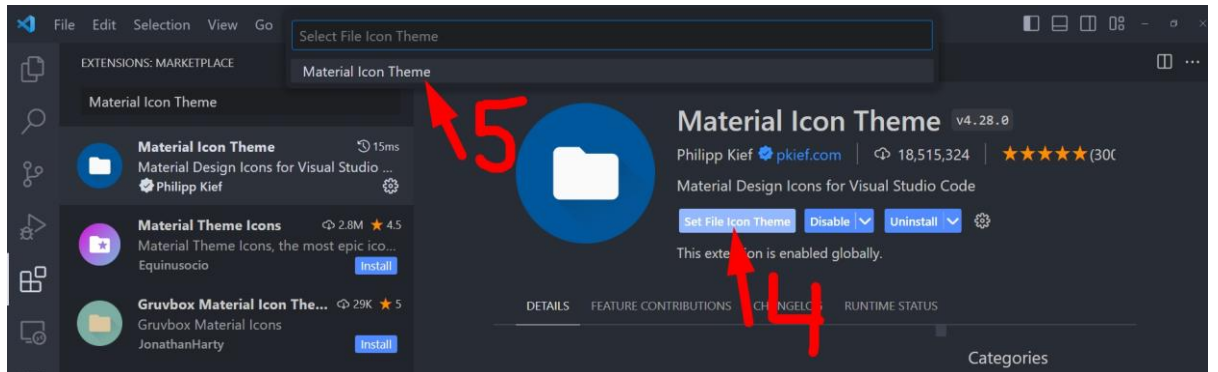 File Edit Selection View Go
Select File Icon Theme
Material Icon Theme
EXTENSIONS: MARKETPLACE
Material Icon Theme
Material Icon Theme 15ms
Material Design Icons for Visual Studio ...
Philipp Kief
Material Theme Icons 2.8M ★ 4.5
Material Theme Icons, the most epic ico...
Equinusocio Install
Gruvbox Material Icon The... 29K ★ 5
Gruvbox Material Icons
JonathanHarty Install
5
Material Icon Theme v4.28.0
Philipp Kief pkief.com | 18,515,324 | ★★★★★(300
Material Design Icons for Visual Studio Code
Set File Icon Theme Disable Uninstall
This extension is enabled globally.
4
DETAILS FEATURE CONTRIBUTIONS CHANGELOG RUNTIME STATUS
Categories